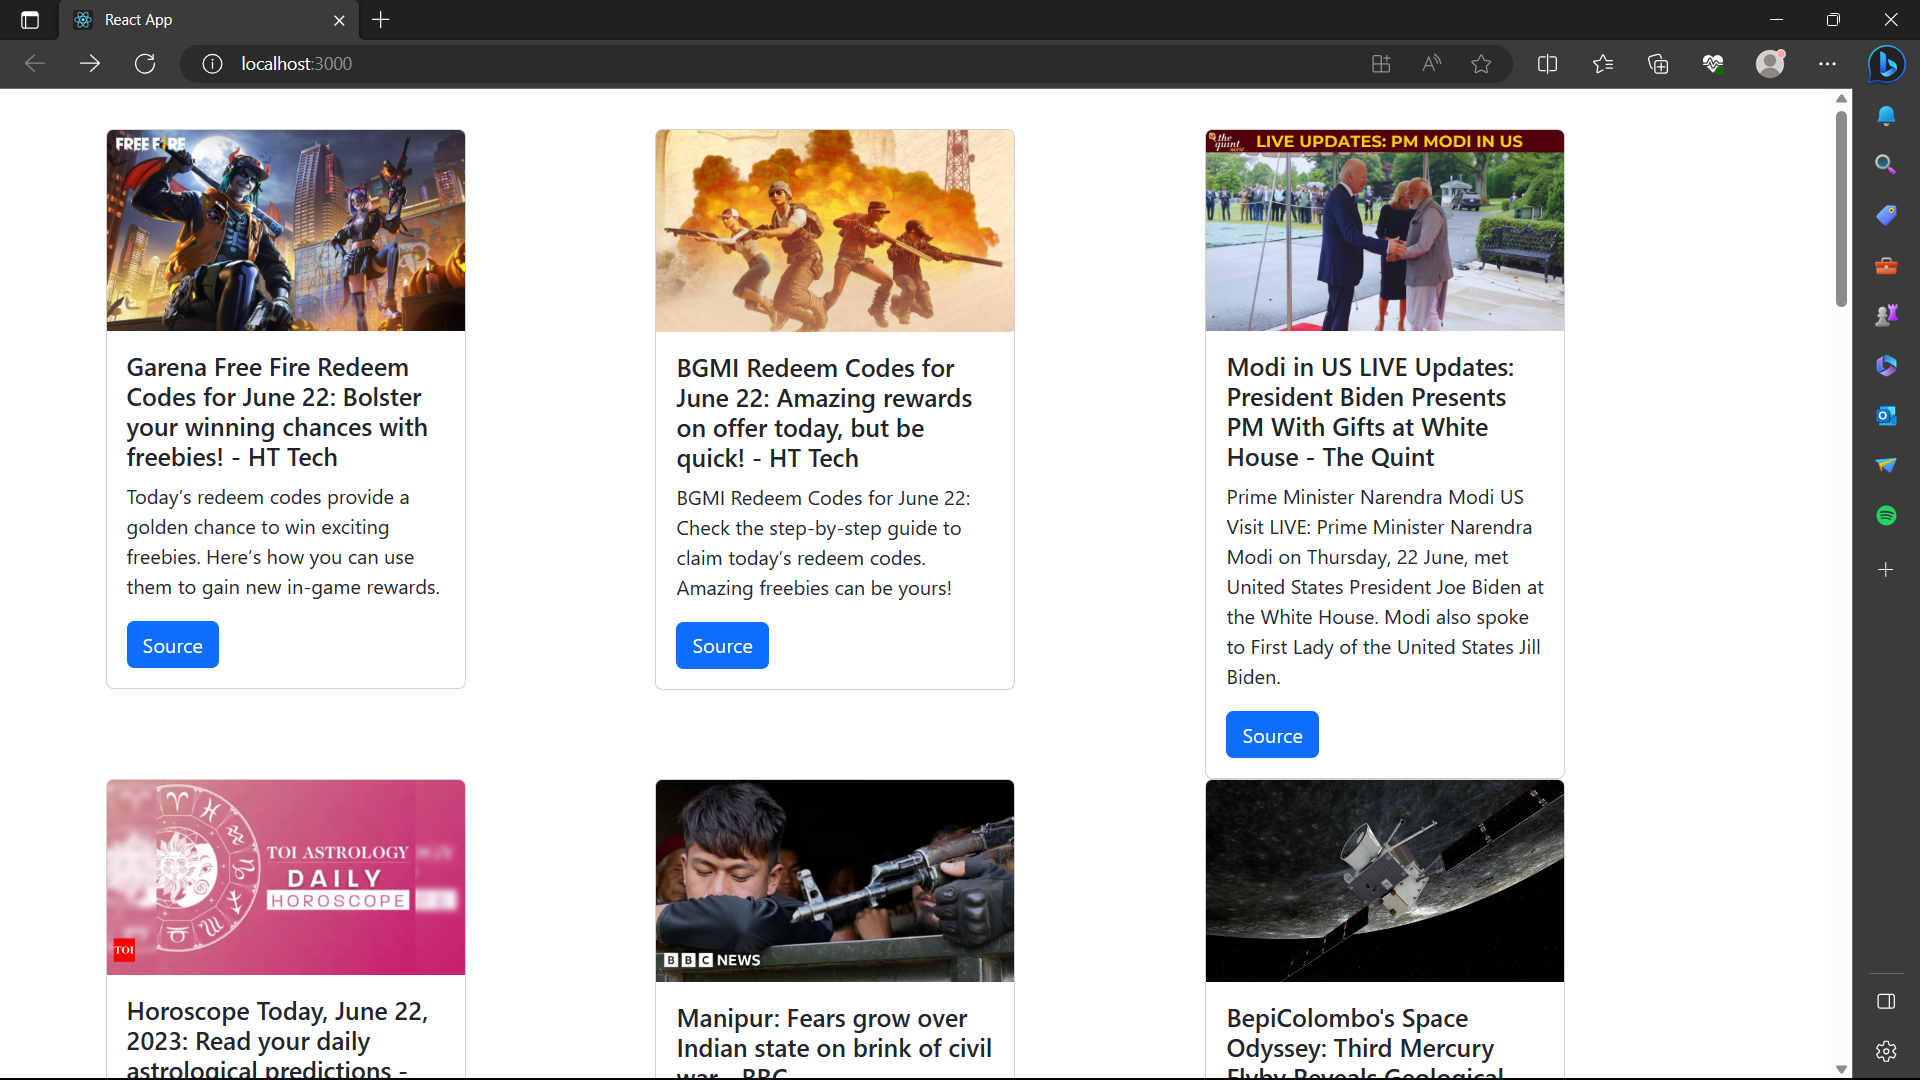 React App
localhost:3000
FREE FIRE
Garena Free Fire Redeem
Codes for June 22: Bolster
your winning chances with
freebies! - HT Tech
Today's redeem codes provide a
golden chance to win exciting
freebies. Here's how you can use
them to gain new in-game rewards.
Source
BGMI Redeem Codes for
June 22: Amazing rewards
on offer today, but be
quick! - HT Tech
BGMI Redeem Codes for June 22:
Check the step-by-step guide to
claim today's redeem codes.
Amazing freebies can be yours!
Source
the quint world LIVE UPDATES: PM MODI IN US
Modi in US LIVE Updates:
President Biden Presents
PM With Gifts at White
House - The Quint
Prime Minister Narendra Modi US
Visit LIVE: Prime Minister Narendra
Modi on Thursday, 22 June, met
United States President Joe Biden at
the White House. Modi also spoke
to First Lady of the United States Jill
Biden.
Source
TOI ASTROLOGY
DAILY
HOROSCOPE
TOI
Horoscope Today, June 22,
2023: Read your daily
astrological predictions -
BBC NEWS
Manipur: Fears grow over
Indian state on brink of civil
war - BBC
BepiColombo's Space
Odyssey: Third Mercury
Flyby Reveals Geological